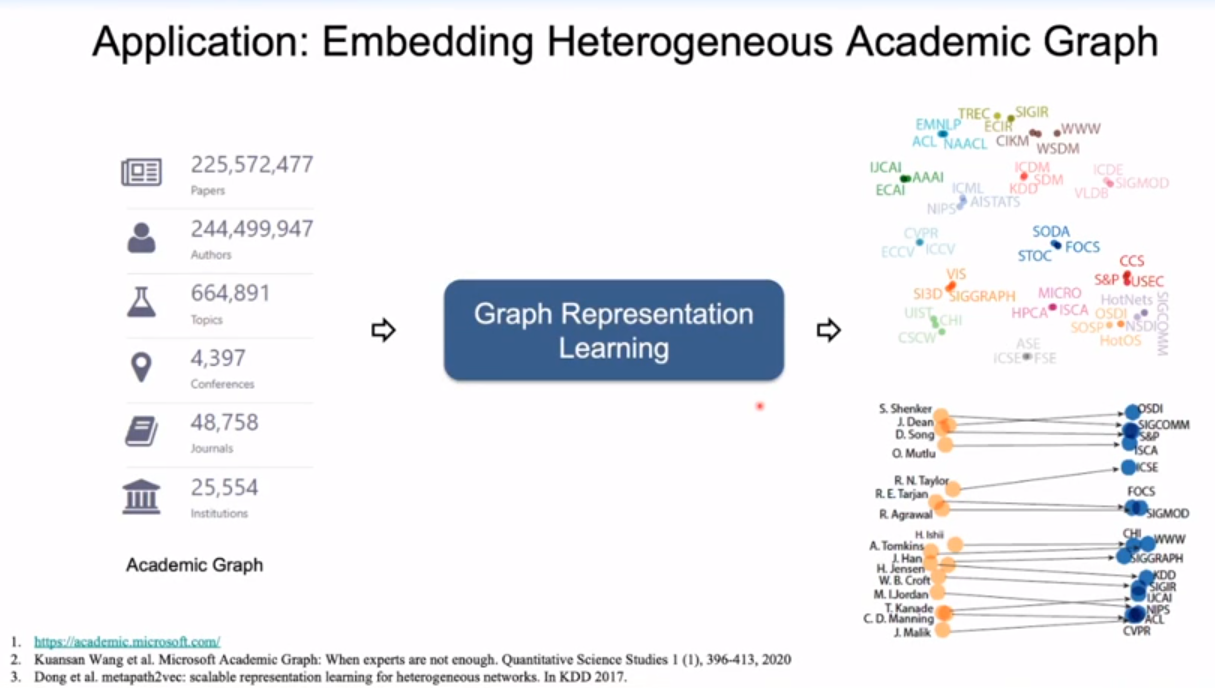 Application: Embedding Heterogeneous Academic Graph
225,572,477
Papers
244,499,947
Authors
664,891
Topics
4,397
Conferences
48,758
Journals
25,554
Institutions
Academic Graph
Graph Representation
Learning
TREC SIGIR
EMNLP ECIR WWW
ACL NAACL CIKM WSDM
IJCAI AAAI ICDM ICDE
ECAI SDM SIGMOD
ICML KDD VLDB
NIPS AISTATS
CVPR SODA
ECCV ICCV STOC FOCS
CCS
VIS S&P USEC
SI3D SIGGRAPH MICRO HotNets SIGCOMM
UIST CHI HPCA ISCA OSDI
CSCW SOSP NSDI
HotOS
ASE
ICSE FSE
S. Shenker
J. Dean
D. Song
O. Mutlu
R. N. Taylor
R. E. Tarjan
R. Agrawal
H. Ishii
A. Tomkins
J. Han
H. Jensen
W. B. Croft
M. I.Jordan
T. Kanade
C. D. Manning
J. Malik
OSDI
SIGCOMM
S&P
ISCA
ICSE
FOCS
SIGMOD
CHI
WWW
SIGGRAPH
KDD
SIGIR
IJCAI
NIPS
ACL
CVPR
1. https://academic.microsoft.com/
2. Kuansan Wang et al. Microsoft Academic Graph: When experts are not enough. Quantitative Science Studies 1 (1), 396-413, 2020
3. Dong et al. metapath2vec: scalable representation learning for heterogeneous networks. In KDD 2017.